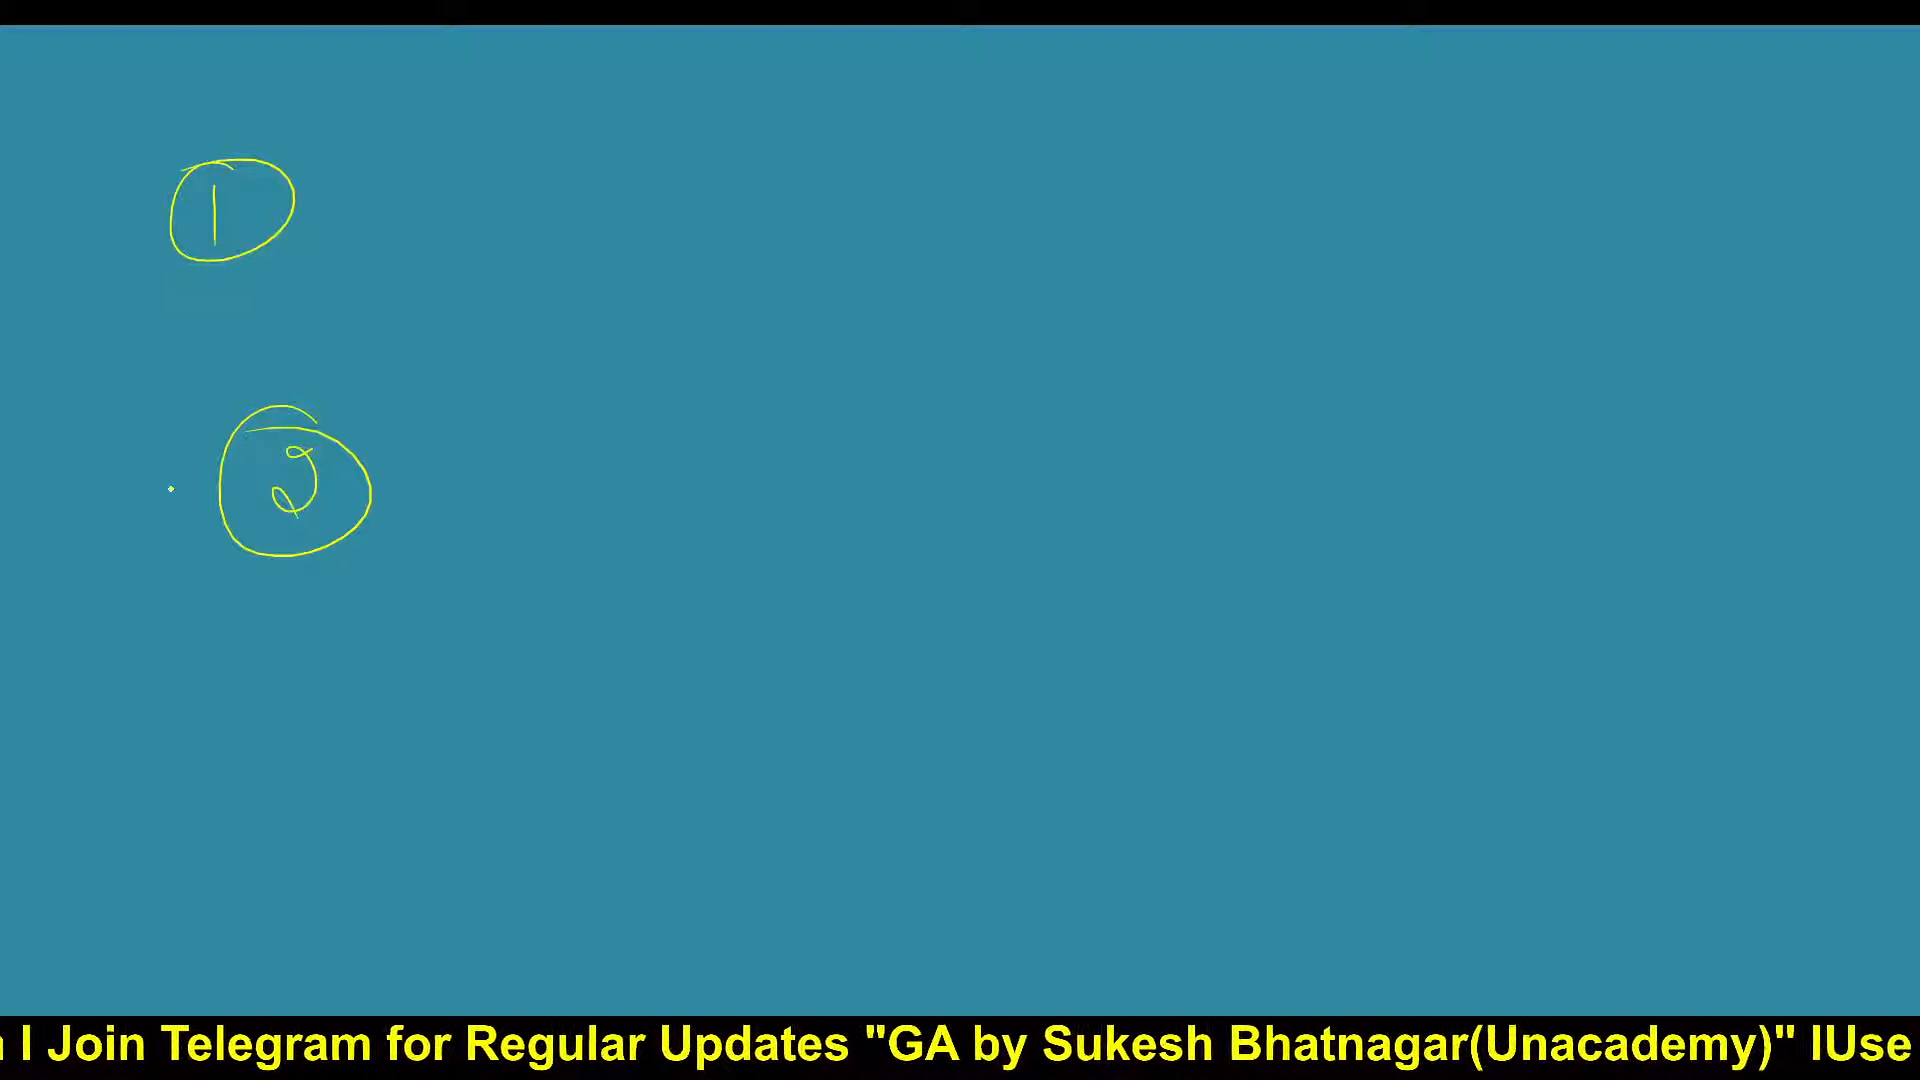 1
2
I Join Telegram for Regular Updates "GA by Sukesh Bhatnagar(Unacademy)" IUse